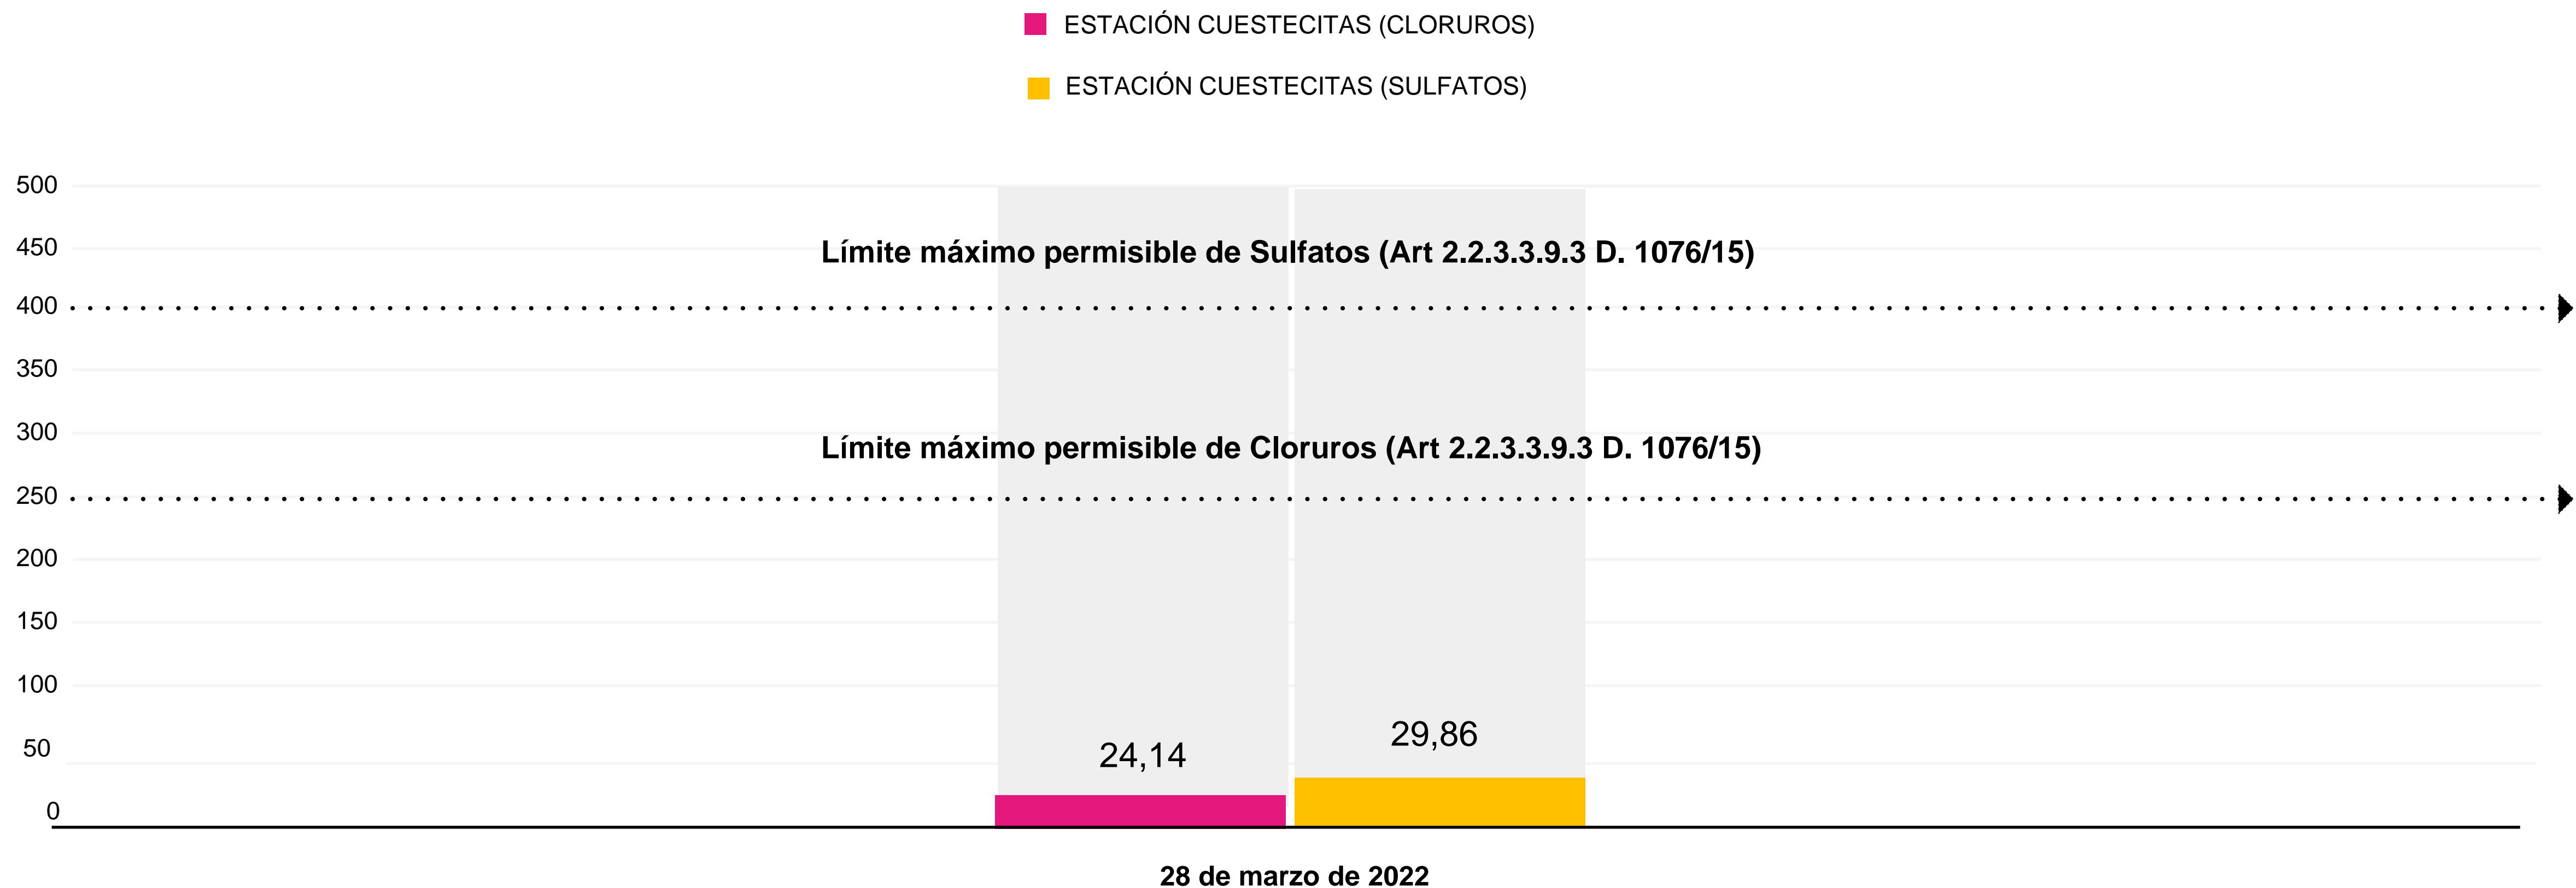 ESTACIÓN CUESTECITAS (CLORUROS)
ESTACIÓN CUESTECITAS (SULFATOS)
500
450
Límite máximo permisible de Sulfatos (Art 2.2.3.3.9.3 D. 1076/15)
400
350
300
Límite máximo permisible de Cloruros (Art 2.2.3.3.9.3 D. 1076/15)
250
200
150
100
50
24,14
29,86
0
28 de marzo de 2022